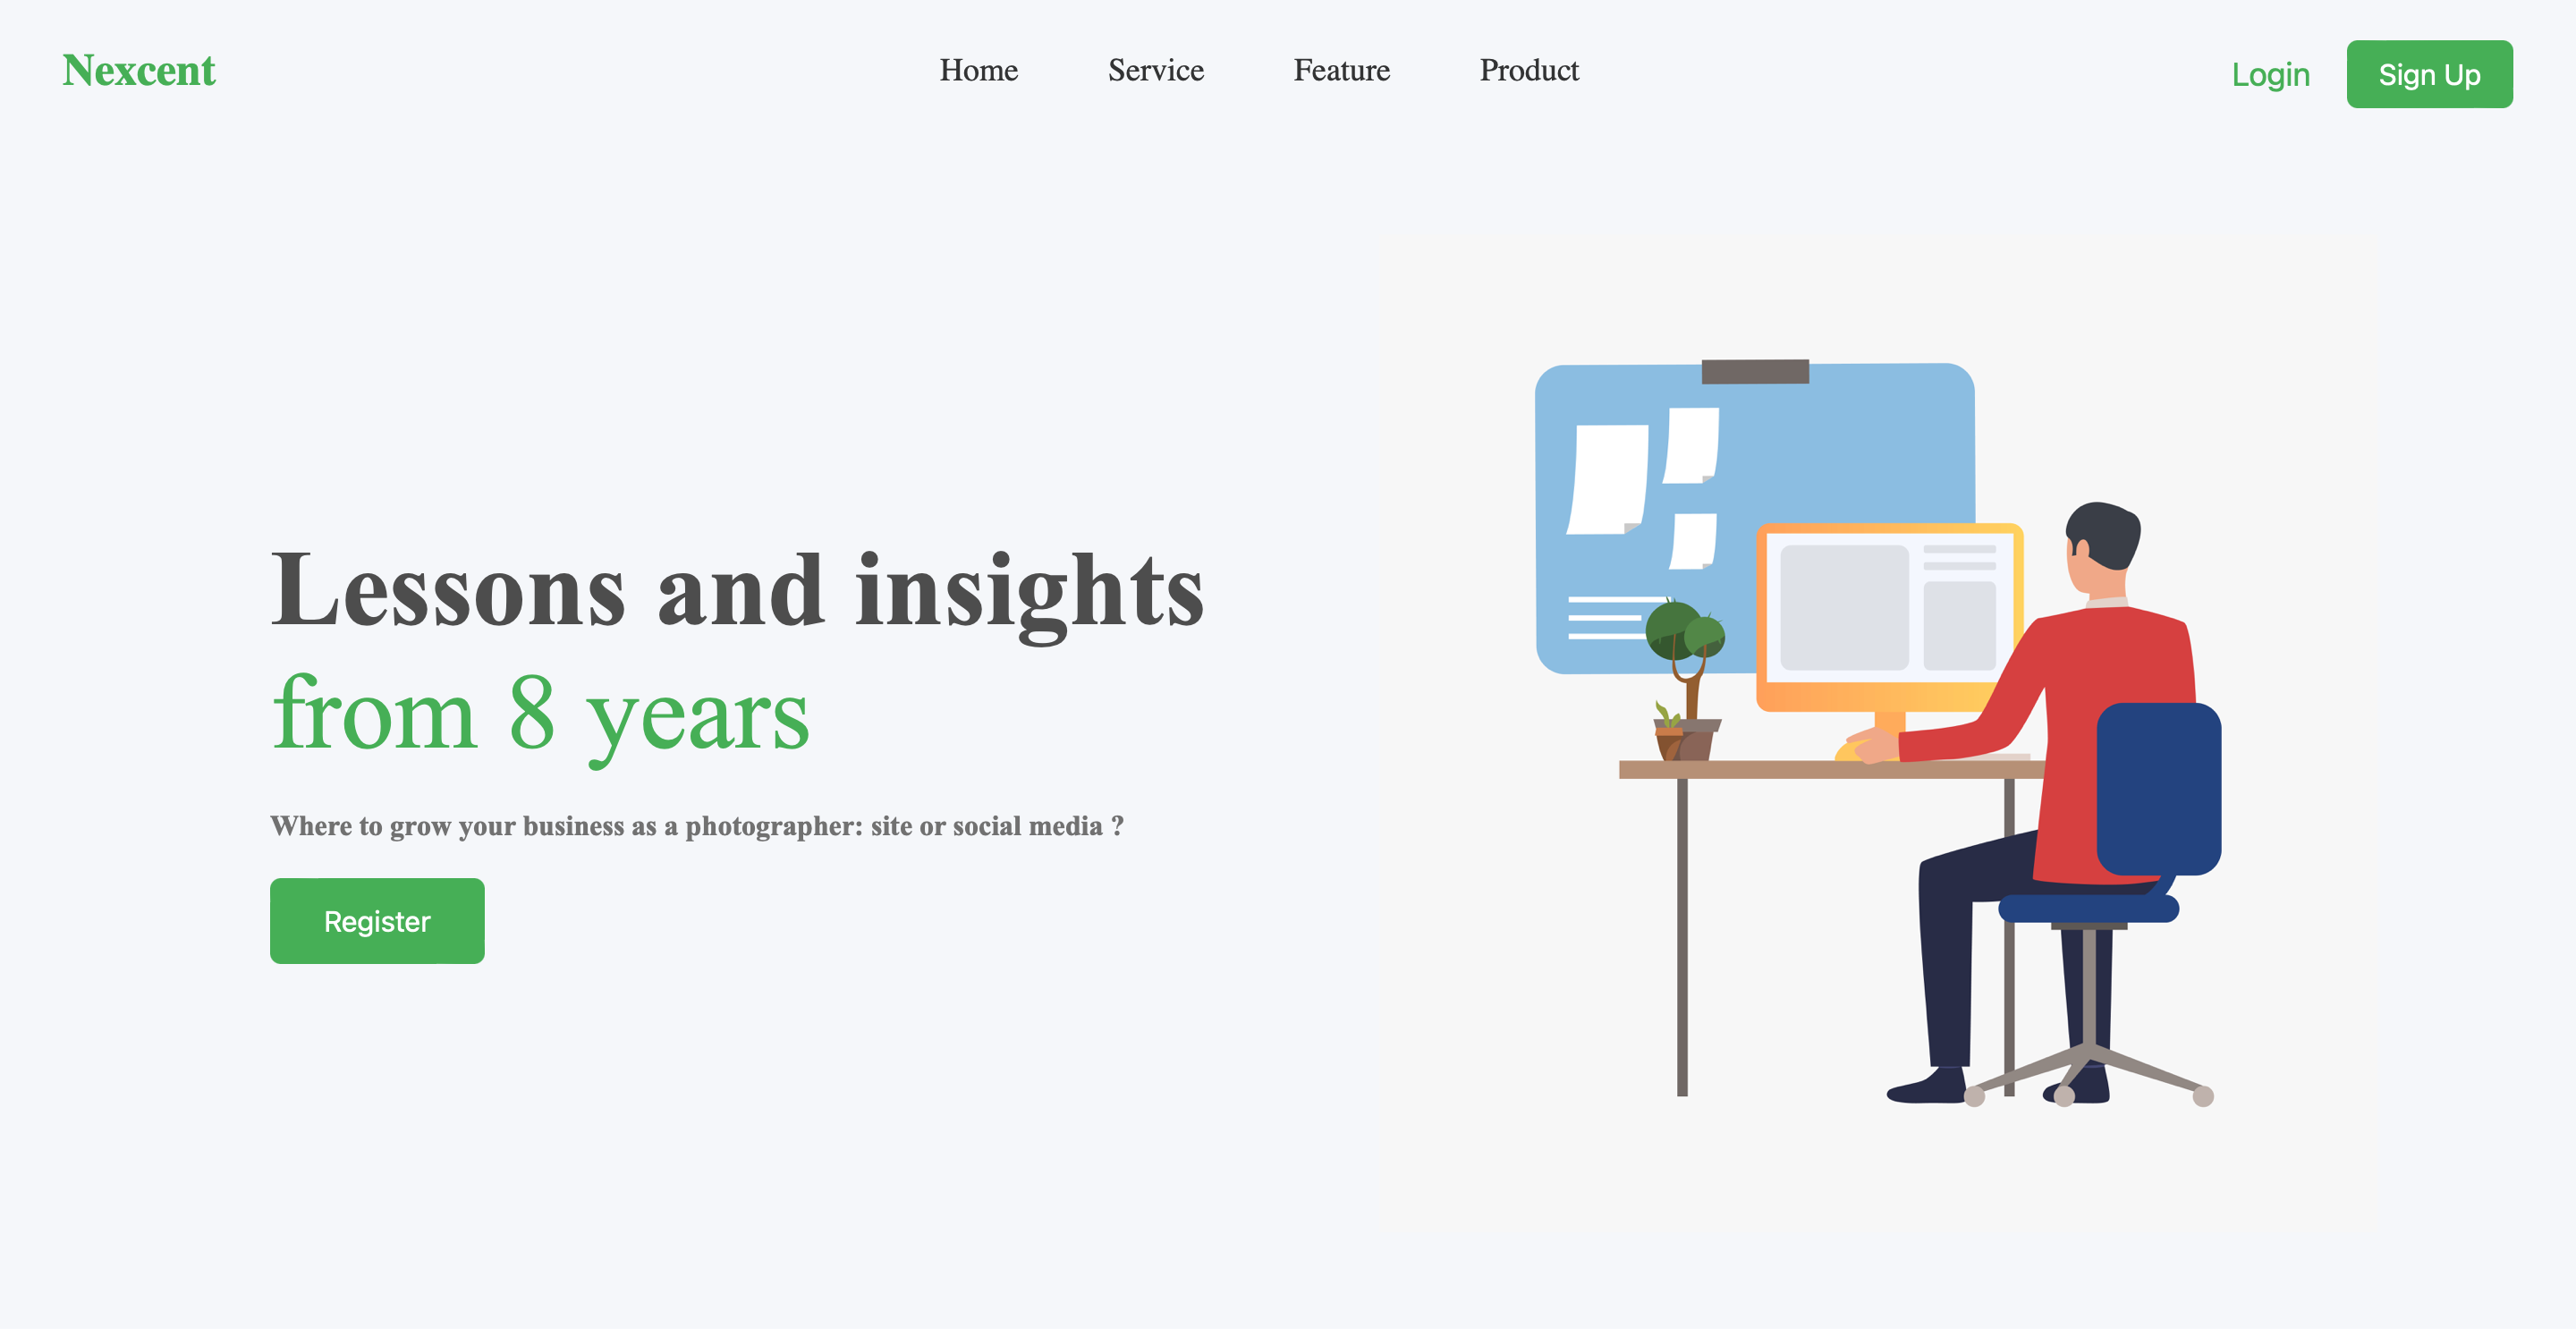 Nexcent
Home Service Feature Product
Login Sign Up
Lessons and insights
from 8 years
Where to grow your business as a photographer: site or social media ?
Register